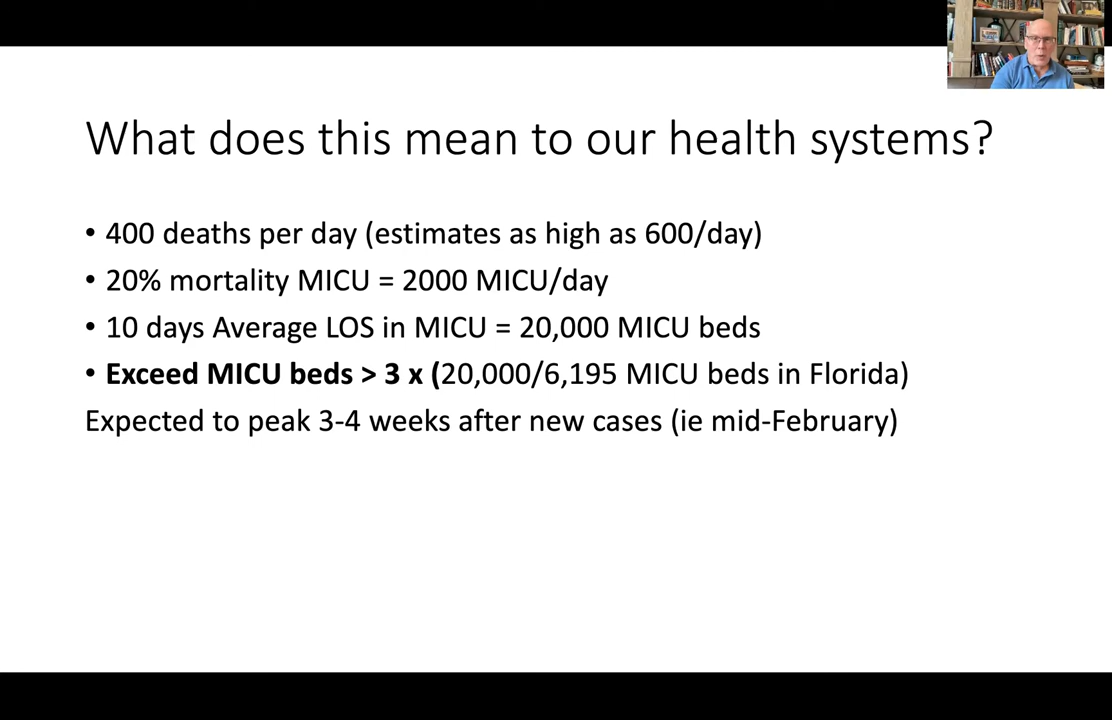 What does this mean to our health systems?
• 400 deaths per day (estimates as high as 600/day)
• 20% mortality MICU = 2000 MICU/day
• 10 days Average LOS in MICU = 20,000 MICU beds
• Exceed MICU beds > 3 x (20,000/6,195 MICU beds in Florida)
Expected to peak 3-4 weeks after new cases (ie mid-February)